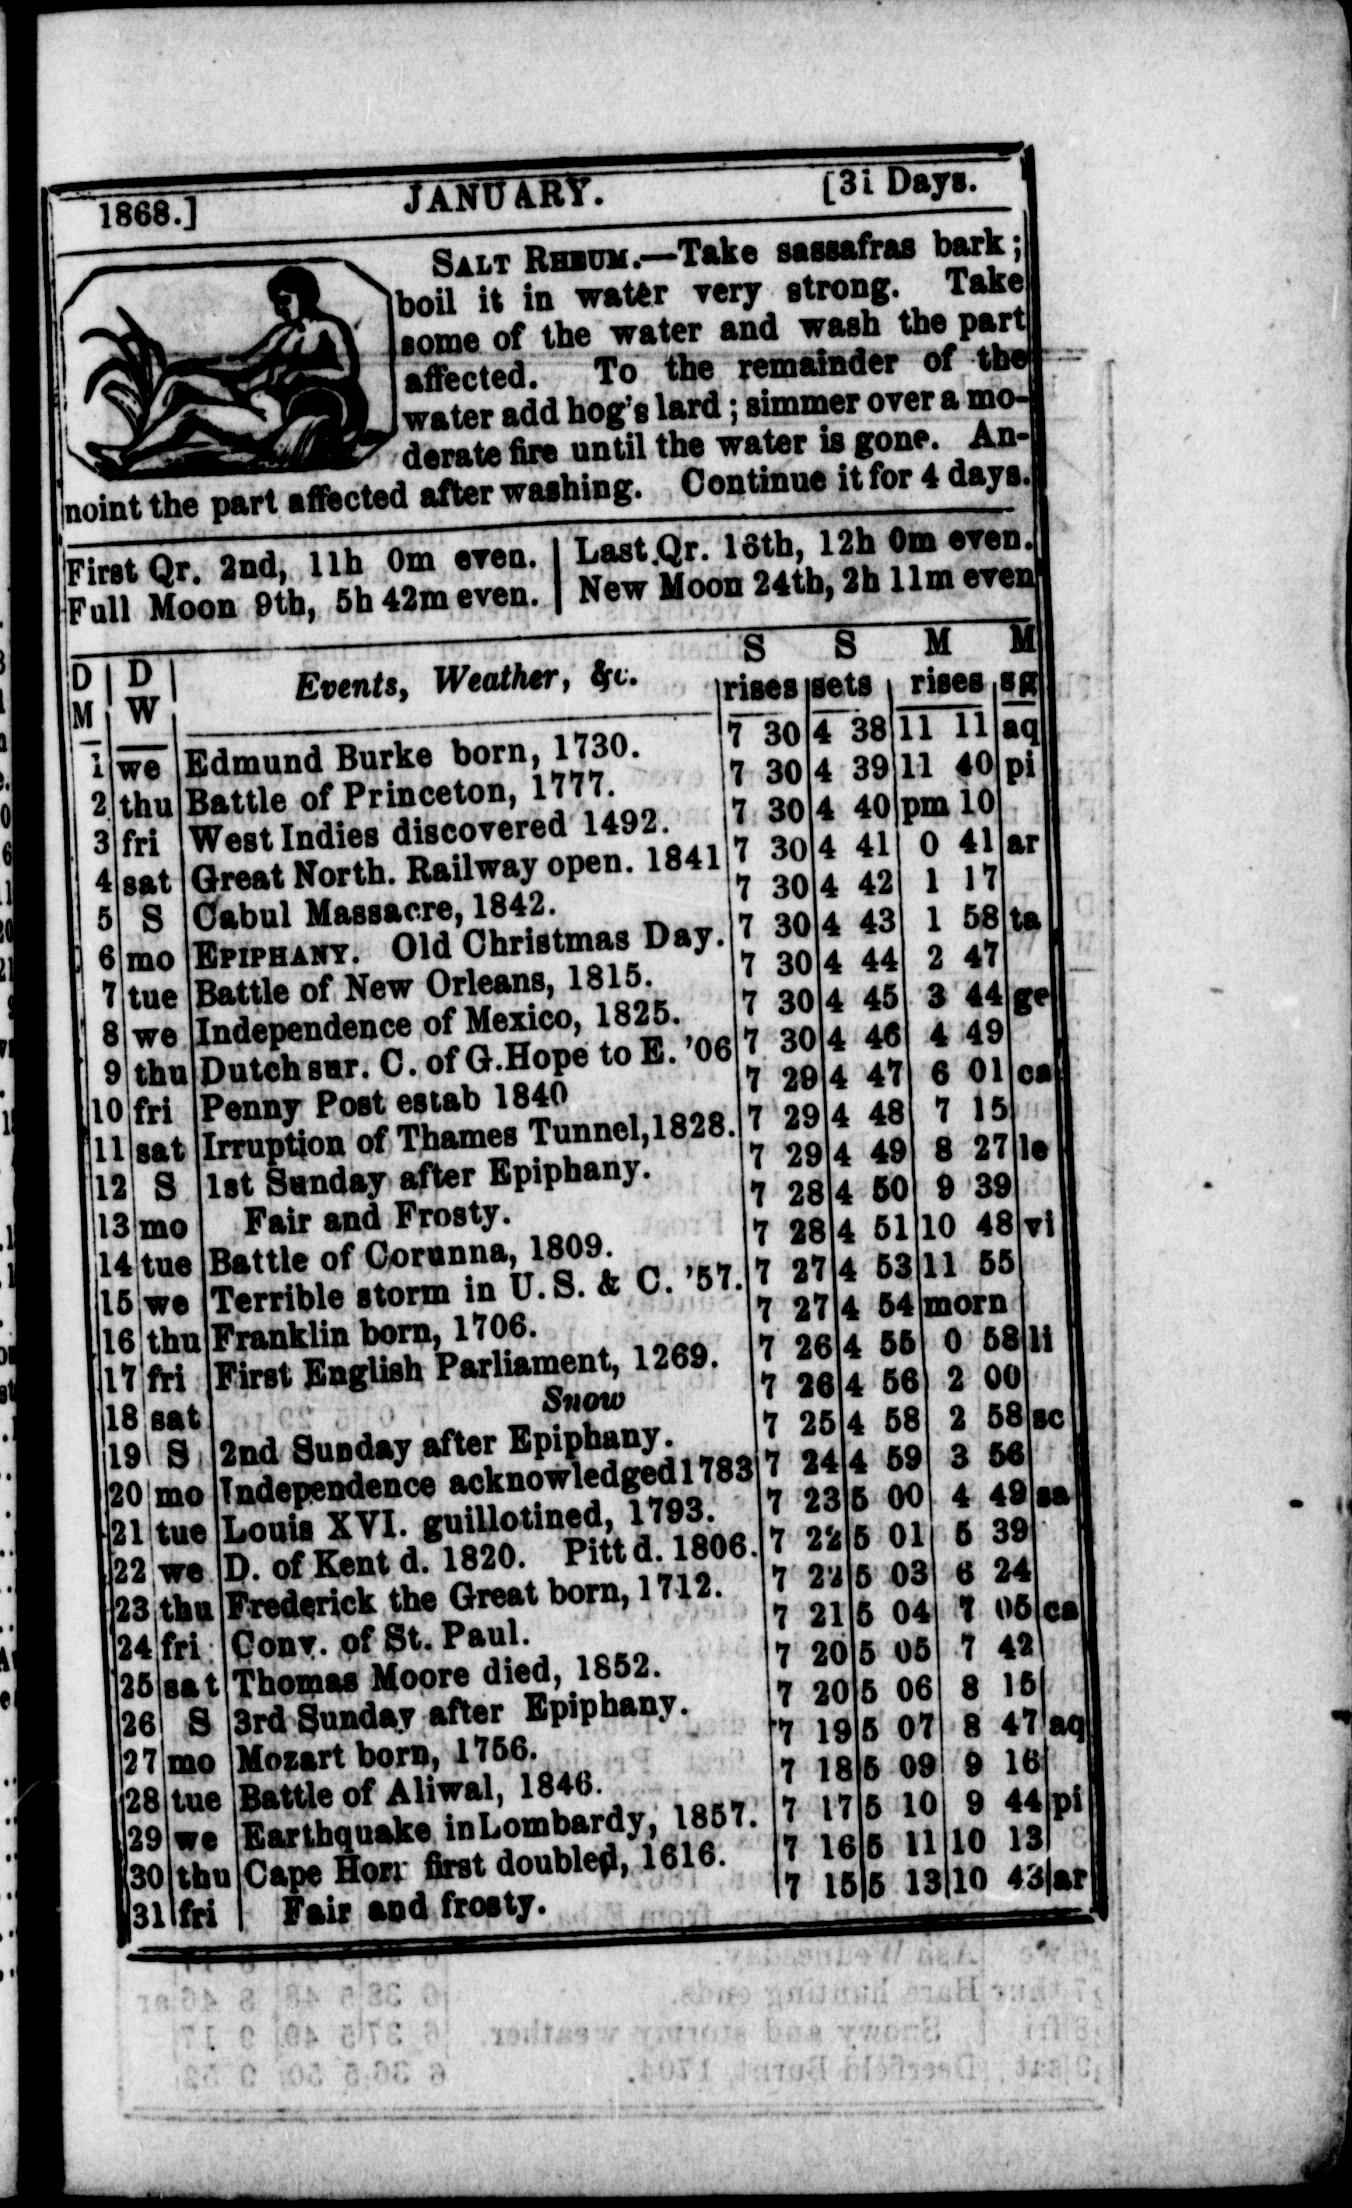 1868.] JANUARY. [31 Days.
SALT RHEUM.—Take sassafras bark;
boil it in water very strong. Take
some of the water and wash the part
affected. To the remainder of the
water add hog's lard; simmer over a mo-
derate fire until the water is gone. An-
noint the part affected after washing. Continue it for 4 days.
First Qr. 2nd, 11h 0m even. | Last Qr. 16th, 12h 0m even.
Full Moon 9th, 5h 42m even. | New Moon 24th, 2h 11m even
D M | D W | Events, Weather, &c. | S rises | S sets | M rises | M sg
1 we Edmund Burke born, 1730. 7 30 4 38 11 11 aq
2 thu Battle of Princeton, 1777. 7 30 4 39 11 40 pi
3 fri West Indies discovered 1492. 7 30 4 40 pm 10
4 sat Great North. Railway open. 1841 7 30 4 41 0 41 ar
5 S Cabul Massacre, 1842. 7 30 4 42 1 17
6 mo EPIPHANY. Old Christmas Day. 7 30 4 43 1 58 ta
7 tue Battle of New Orleans, 1815. 7 30 4 44 2 47
8 we Independence of Mexico, 1825. 7 30 4 45 3 44 ge
9 thu Dutch sur. C. of G. Hope to E. '06 7 30 4 46 4 49
10 fri Penny Post estab 1840 7 29 4 47 6 01 ca
11 sat Irruption of Thames Tunnel, 1828. 7 29 4 48 7 15
12 S 1st Sunday after Epiphany. 7 29 4 49 8 27 le
13 mo Fair and Frosty. 7 28 4 50 9 39
14 tue Battle of Corunna, 1809. 7 28 4 51 10 48 vi
15 we Terrible storm in U. S. & C. '57. 7 27 4 53 11 55
16 thu Franklin born, 1706. 7 27 4 54 morn
17 fri First English Parliament, 1269. 7 26 4 55 0 58 li
18 sat Snow 7 26 4 56 2 00
19 S 2nd Sunday after Epiphany. 7 25 4 58 2 58 sc
20 mo Independence acknowledged 1783 7 24 4 59 3 56
21 tue Louis XVI. guillotined, 1793. 7 23 5 00 4 49 sa
22 we D. of Kent d. 1820. Pitt d. 1806. 7 22 5 01 5 39
23 thu Frederick the Great born, 1712. 7 22 5 03 6 24
24 fri Conv. of St. Paul. 7 21 5 04 7 05 ca
25 sat Thomas Moore died, 1852. 7 20 5 05 7 42
26 S 3rd Sunday after Epiphany. 7 20 5 06 8 15
27 mo Mozart born, 1756. 7 19 5 07 8 47 aq
28 tue Battle of Aliwal, 1846. 7 18 5 09 9 16
29 we Earthquake in Lombardy, 1857. 7 17 5 10 9 44 pi
30 thu Cape Horn first doubled, 1616. 7 16 5 11 10 13
31 fri Fair and frosty. 7 15 5 13 10 43 ar